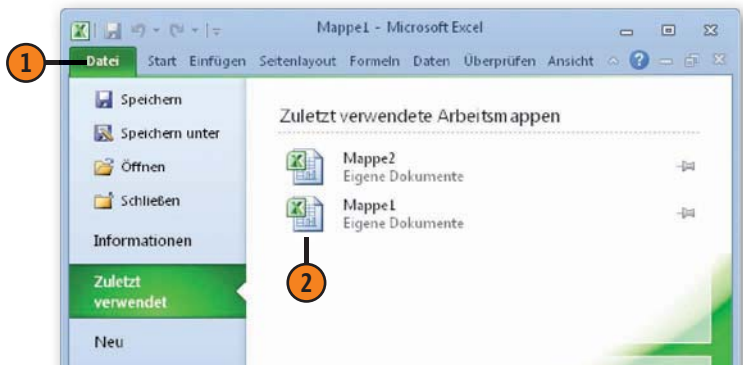 Mappe1 - Microsoft Excel
1
Datei Start Einfügen Seitenlayout Formeln Daten Überprüfen Ansicht
Speichern
Speichern unter
Öffnen
Schließen
Informationen
Zuletzt
verwendet
Neu
Zuletzt verwendete Arbeitsmappen
Mappe2
Eigene Dokumente
Mappe1
Eigene Dokumente
2